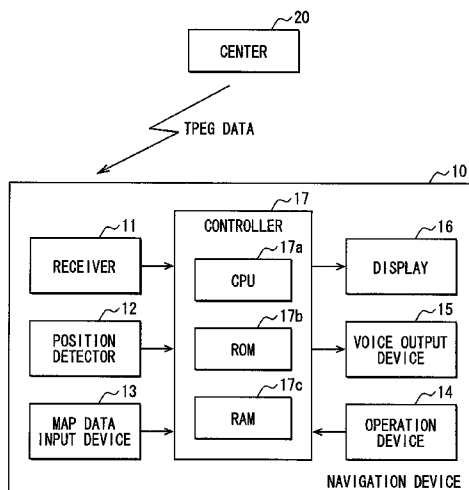 20
CENTER
TPEG DATA
10
17
11
CONTROLLER
16
RECEIVER
17a
CPU
DISPLAY
12
17b
15
POSITION
DETECTOR
ROM
VOICE OUTPUT
DEVICE
13
17c
14
MAP DATA
INPUT DEVICE
RAM
OPERATION
DEVICE
NAVIGATION DEVICE